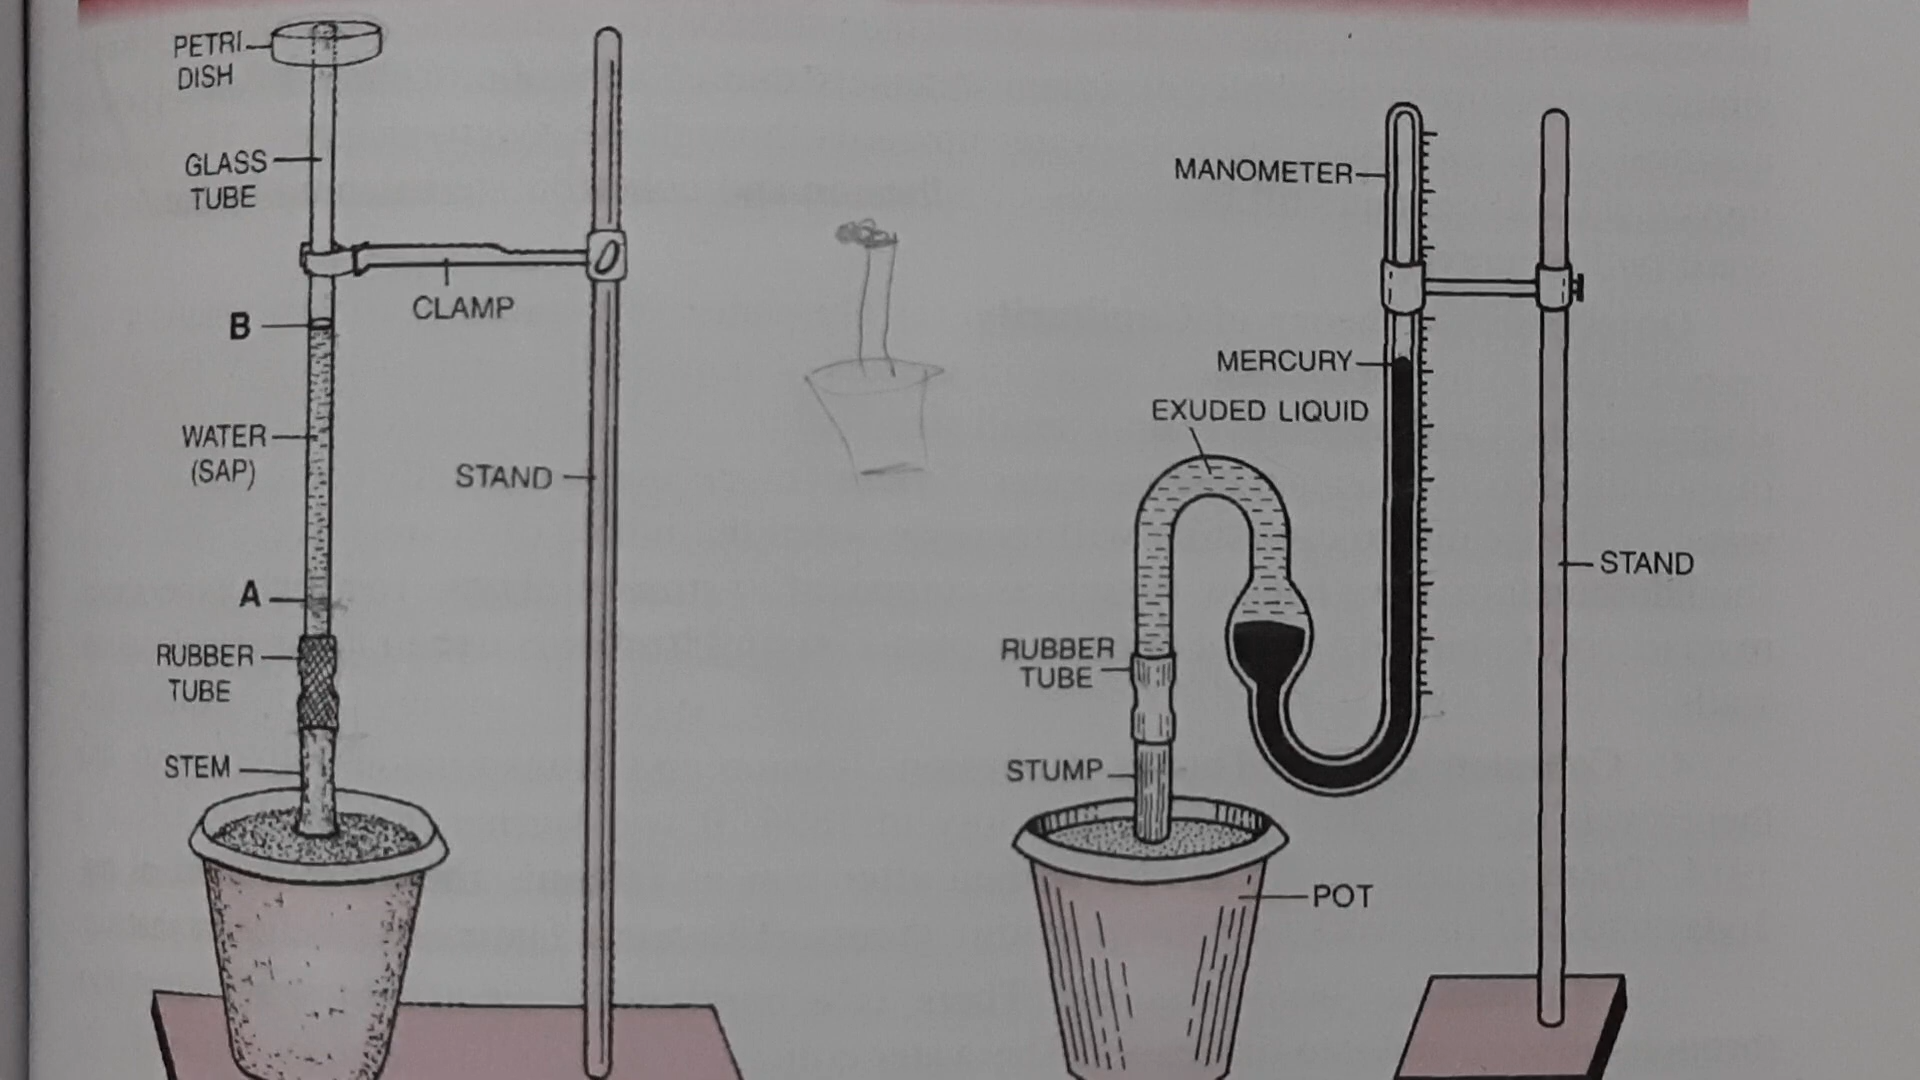 PETRI
DISH
GLASS
TUBE
CLAMP
B
WATER
(SAP)
STAND
A
RUBBER
TUBE
STEM
MANOMETER
MERCURY
EXUDED LIQUID
STAND
RUBBER
TUBE
STUMP
POT